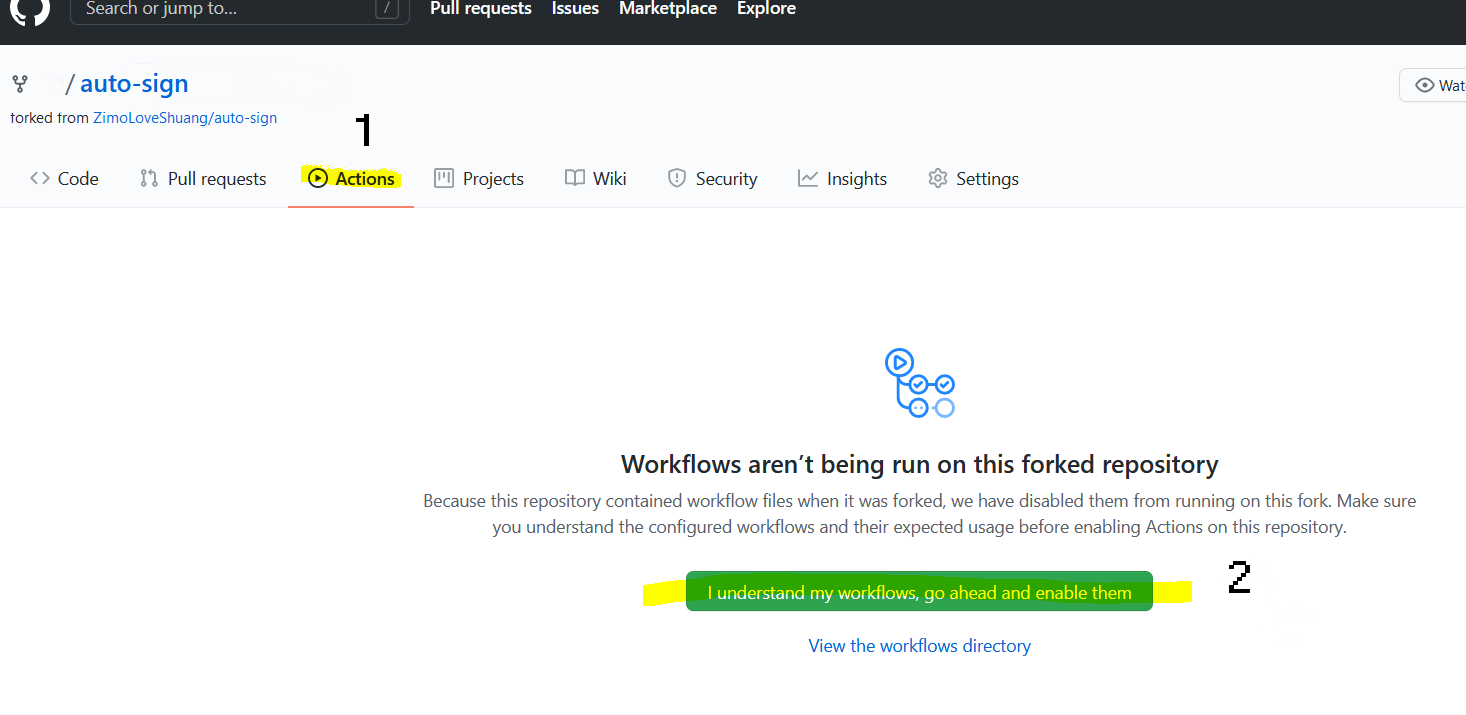 Search or jump to... / Pull requests Issues Marketplace Explore
/ auto-sign
Wat
forked from ZimoLoveShuang/auto-sign
1
Code Pull requests Actions Projects Wiki Security Insights Settings
Workflows aren’t being run on this forked repository
Because this repository contained workflow files when it was forked, we have disabled them from running on this fork. Make sure
you understand the configured workflows and their expected usage before enabling Actions on this repository.
I understand my workflows, go ahead and enable them
2
View the workflows directory